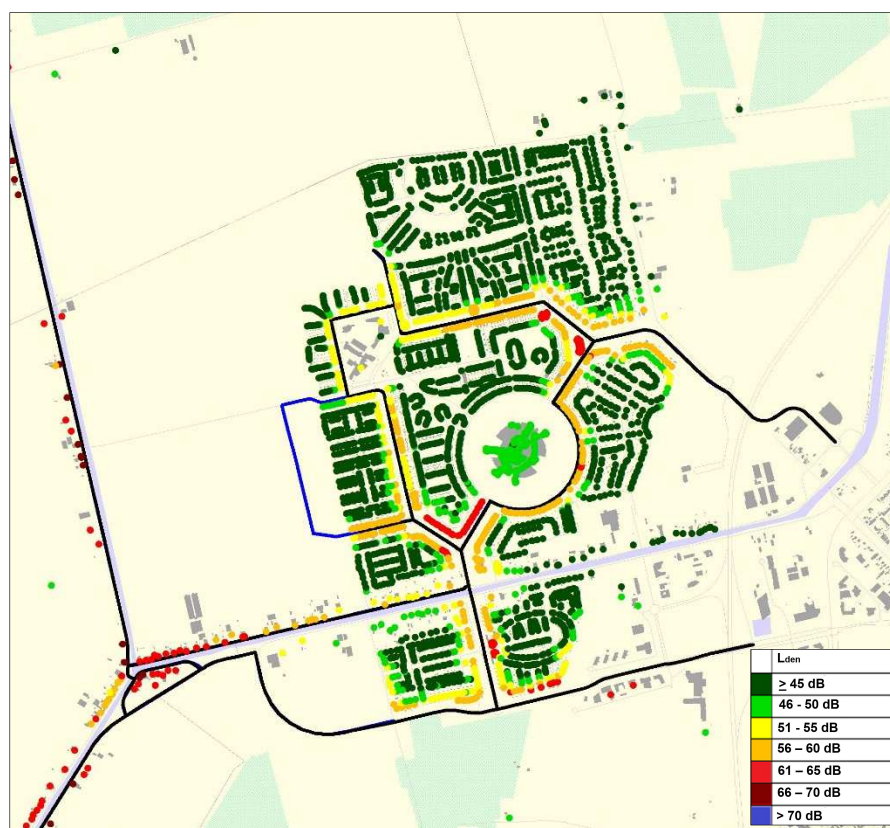 Lden
≥ 45 dB
46 - 50 dB
51 - 55 dB
56 – 60 dB
61 – 65 dB
66 – 70 dB
> 70 dB